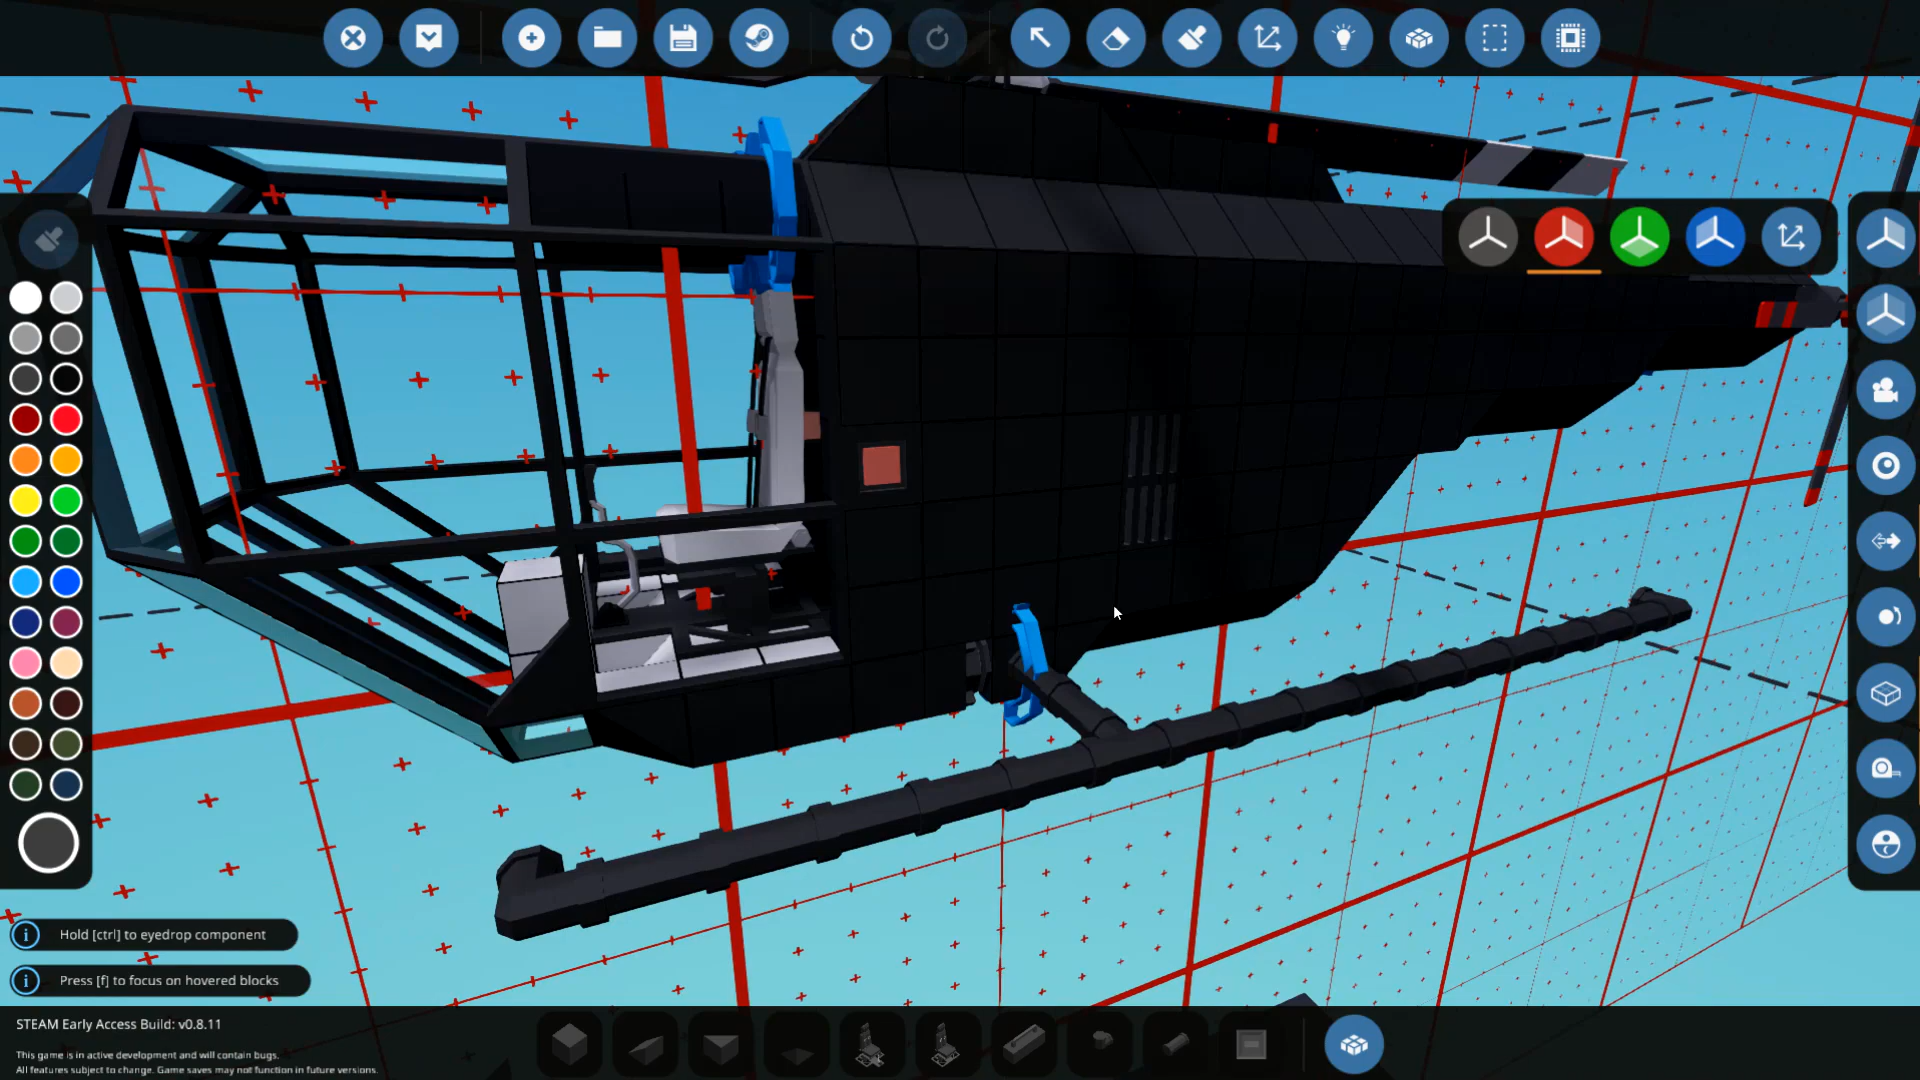 Hold [ctrl] to eyedrop component
Press [f] to focus on hovered blocks
STEAM Early Access Build: v0.8.11
This game is in active development and will contain bugs.
All features subject to change. Game saves may not function in future versions.